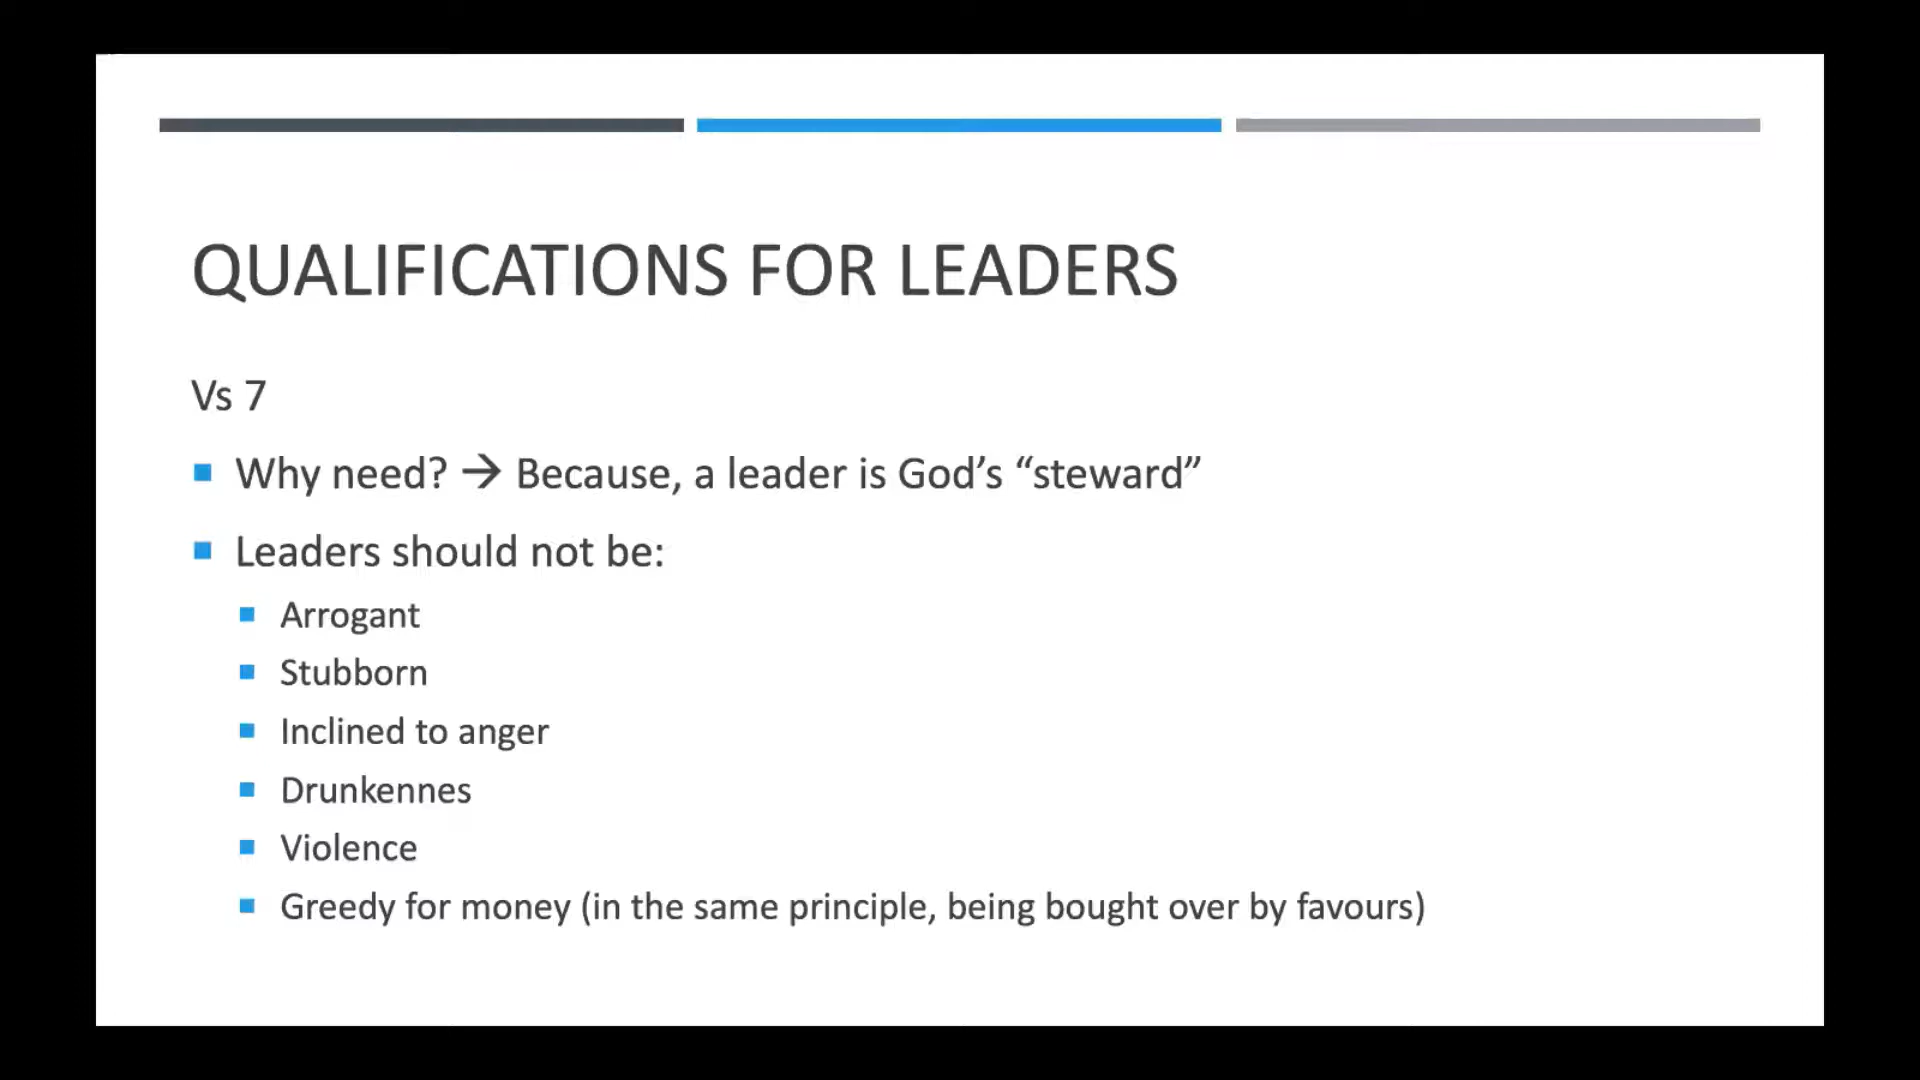 QUALIFICATIONS FOR LEADERS
Vs 7
Why need? → Because, a leader is God’s “steward”
Leaders should not be:
Arrogant
Stubborn
Inclined to anger
Drunkennes
Violence
Greedy for money (in the same principle, being bought over by favours)